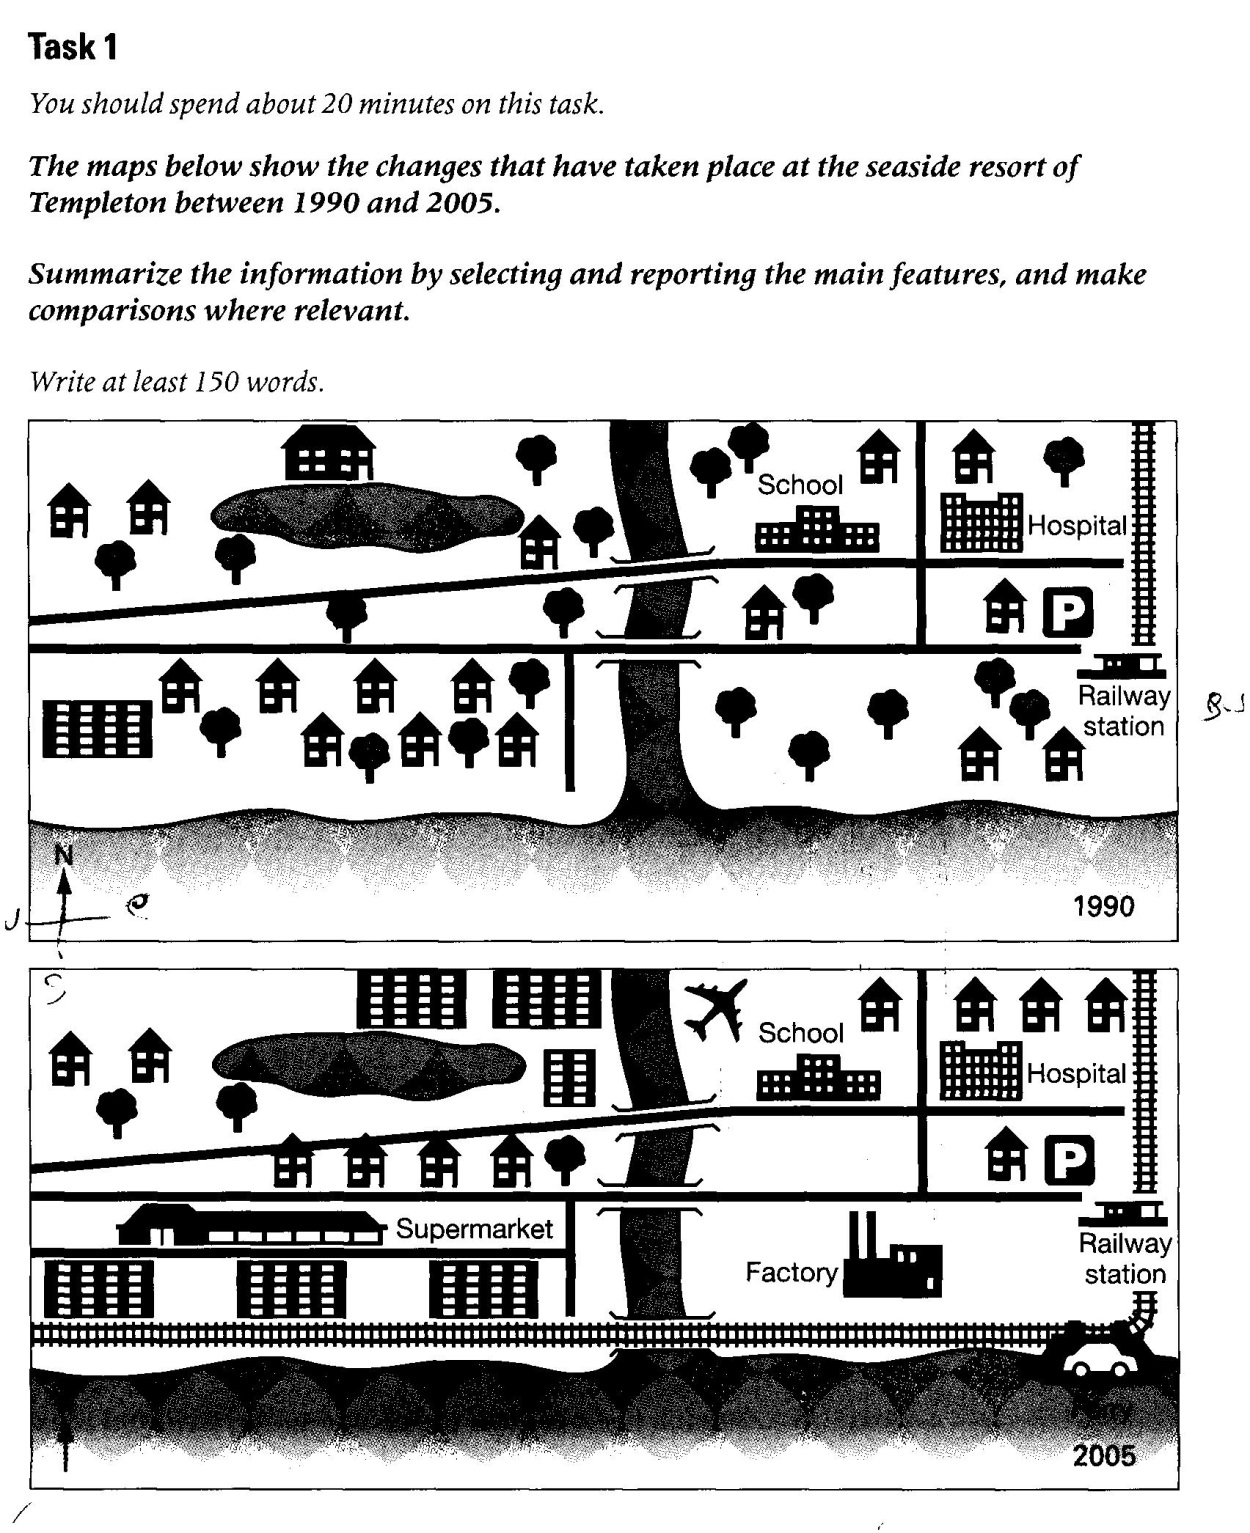 Task 1
You should spend about 20 minutes on this task.
The maps below show the changes that have taken place at the seaside resort of
Templeton between 1990 and 2005.
Summarize the information by selecting and reporting the main features, and make
comparisons where relevant.
Write at least 150 words.
School
Hospital
P
Railway
station
N
1990
School
Hospital
P
Supermarket
Railway
station
Factory
Ferry
2005